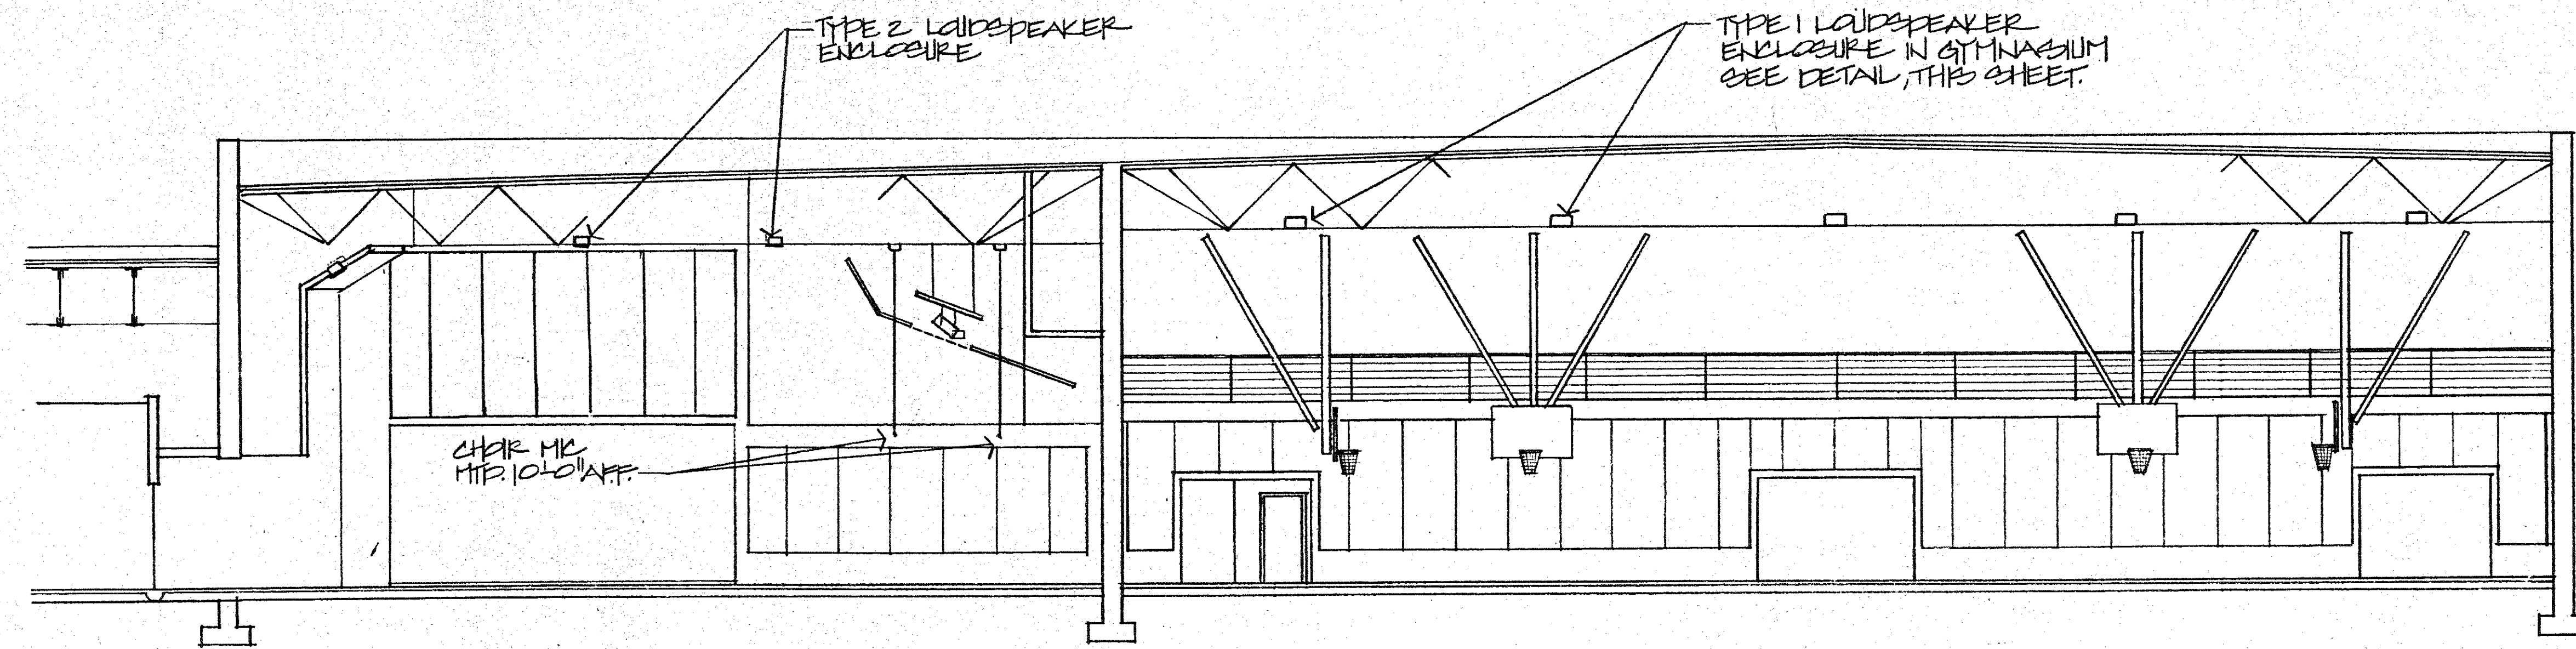 TYPE 2 LOUDSPEAKER
ENCLOSURE
TYPE 1 LOUDSPEAKER
ENCLOSURE IN GYMNASIUM
SEE DETAIL, THIS SHEET.
CHOIR MIC
MTD. 10'-0" AFF.